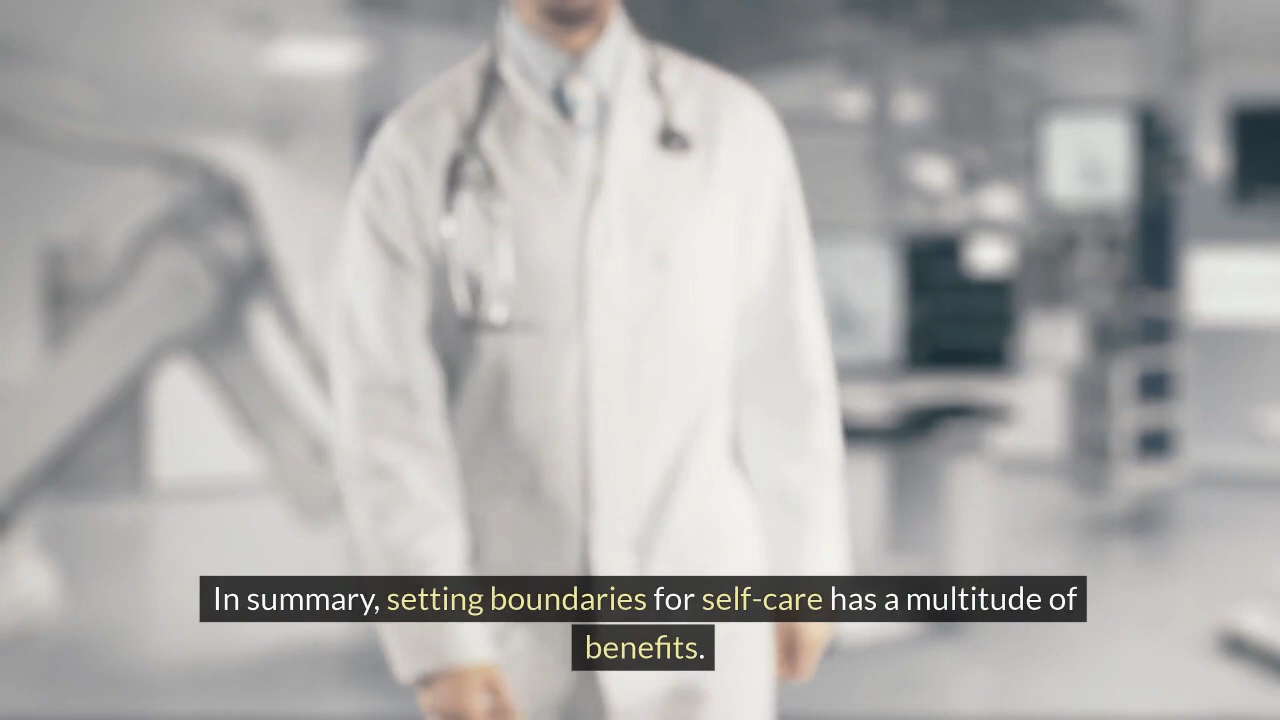 In summary, setting boundaries for self-care has a multitude of
benefits.